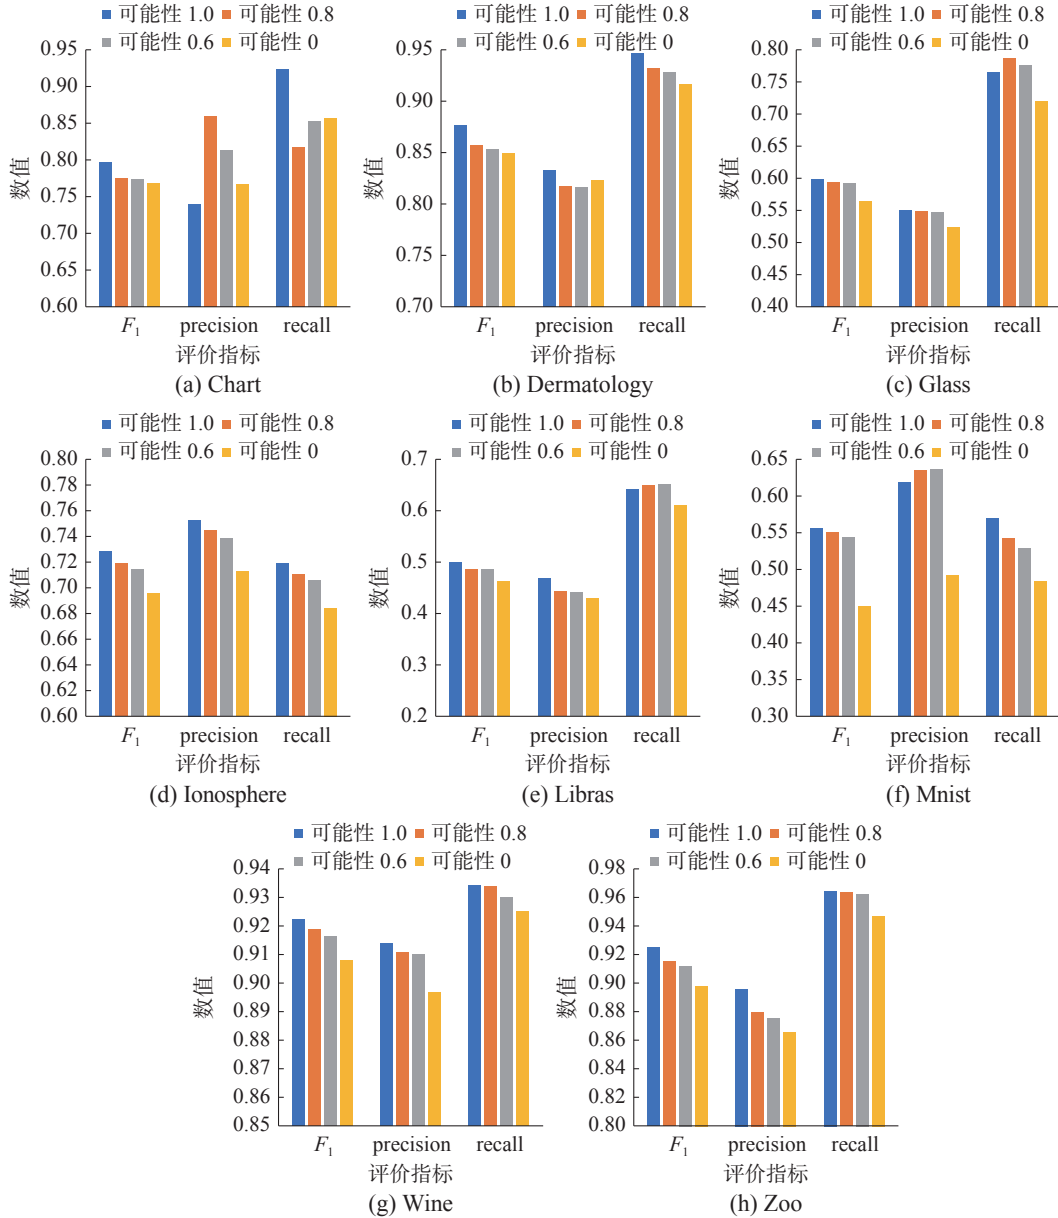 可能性 1.0 可能性 0.8
可能性 0.6 可能性 0
0.95
0.90
0.85
0.80
0.75
0.70
0.65
0.60
数值
F₁ precision recall
评价指标
(a) Chart
可能性 1.0 可能性 0.8
可能性 0.6 可能性 0
0.95
0.90
0.85
0.80
0.75
0.70
数值
F₁ precision recall
评价指标
(b) Dermatology
可能性 1.0 可能性 0.8
可能性 0.6 可能性 0
0.80
0.75
0.70
0.65
0.60
0.55
0.50
0.45
0.40
数值
F₁ precision recall
评价指标
(c) Glass
可能性 1.0 可能性 0.8
可能性 0.6 可能性 0
0.80
0.78
0.76
0.74
0.72
0.70
0.68
0.66
0.64
0.62
0.60
数值
F₁ precision recall
评价指标
(d) Ionosphere
可能性 1.0 可能性 0.8
可能性 0.6 可能性 0
0.7
0.6
0.5
0.4
0.3
0.2
数值
F₁ precision recall
评价指标
(e) Libras
可能性 1.0 可能性 0.8
可能性 0.6 可能性 0
0.65
0.60
0.55
0.50
0.45
0.40
0.35
0.30
数值
F₁ precision recall
评价指标
(f) Mnist
可能性 1.0 可能性 0.8
可能性 0.6 可能性 0
0.94
0.93
0.92
0.91
0.90
0.89
0.88
0.87
0.86
0.85
数值
F₁ precision recall
评价指标
(g) Wine
可能性 1.0 可能性 0.8
可能性 0.6 可能性 0
0.98
0.96
0.94
0.92
0.90
0.88
0.86
0.84
0.82
0.80
数值
F₁ precision recall
评价指标
(h) Zoo